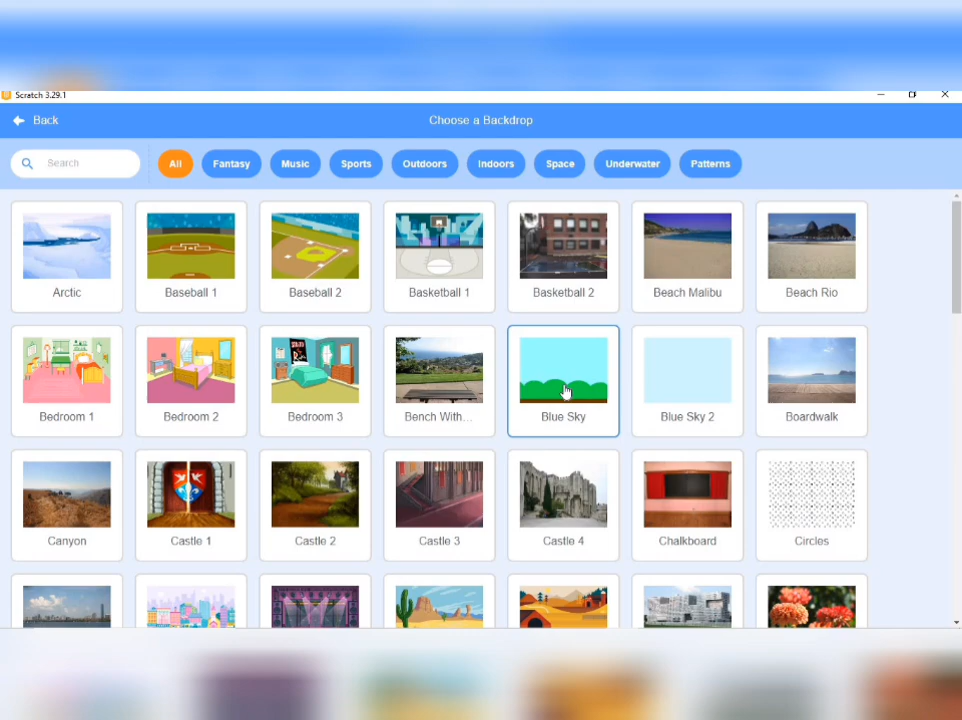 Scratch 3.29.1
Back
Choose a Backdrop
Search
All Fantasy Music Sports Outdoors Indoors Space Underwater Patterns
Arctic Baseball 1 Baseball 2 Basketball 1 Basketball 2 Beach Malibu Beach Rio
Bedroom 1 Bedroom 2 Bedroom 3 Bench With... Blue Sky Blue Sky 2 Boardwalk
Canyon Castle 1 Castle 2 Castle 3 Castle 4 Chalkboard Circles